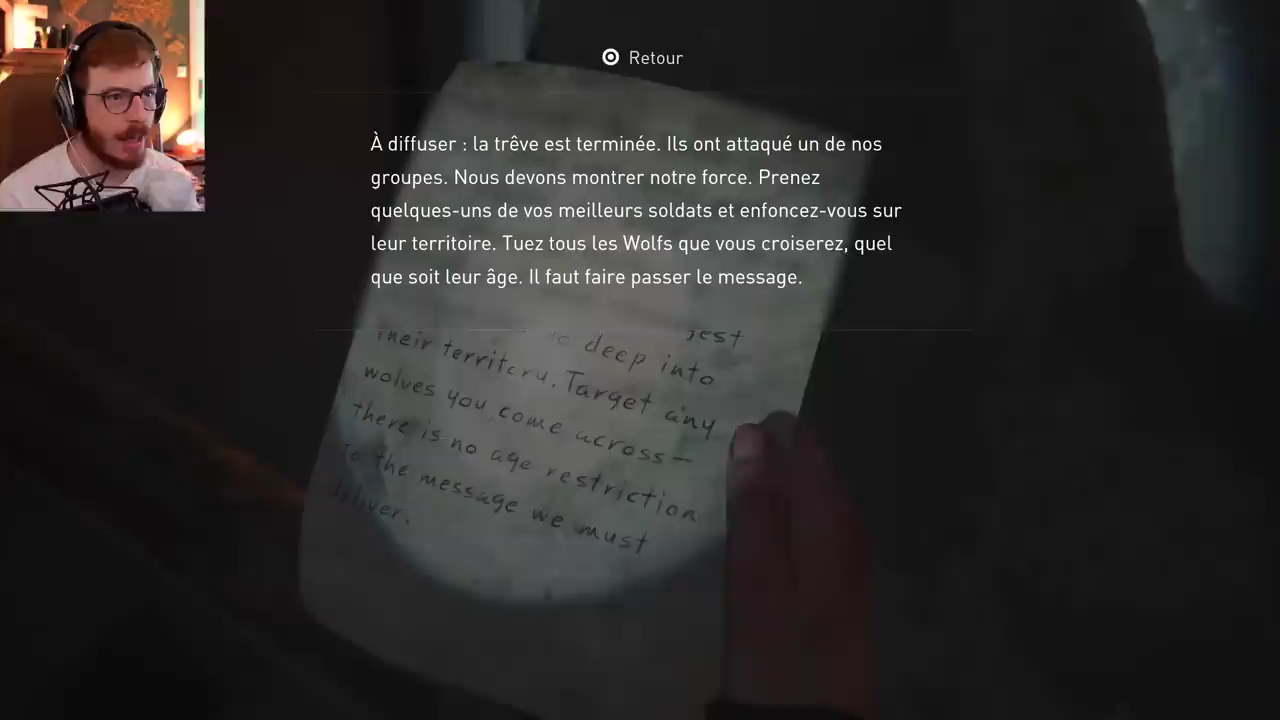 Retour
À diffuser : la trêve est terminée. Ils ont attaqué un de nos
groupes. Nous devons montrer notre force. Prenez
quelques-uns de vos meilleurs soldats et enfoncez-vous sur
leur territoire. Tuez tous les Wolfs que vous croiserez, quel
que soit leur âge. Il faut faire passer le message.
deep into
their territory. Target any
wolves you come across—
there is no age restriction
to the message we must
deliver.